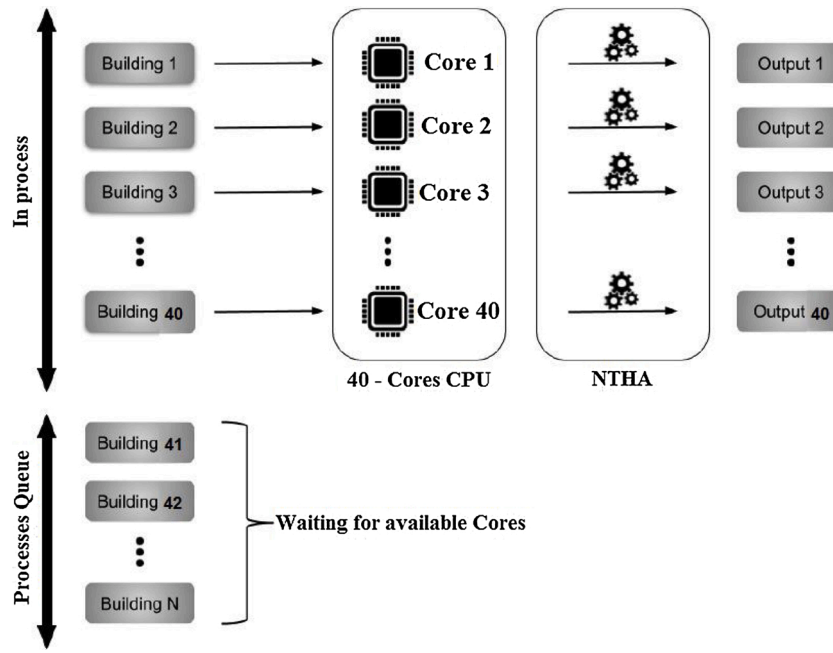 In process
Building 1
Core 1
Output 1
Building 2
Core 2
Output 2
Building 3
Core 3
Output 3
Building 40
Core 40
Output 40
40 - Cores CPU
NTHA
Processes Queue
Building 41
Building 42
Waiting for available Cores
Building N